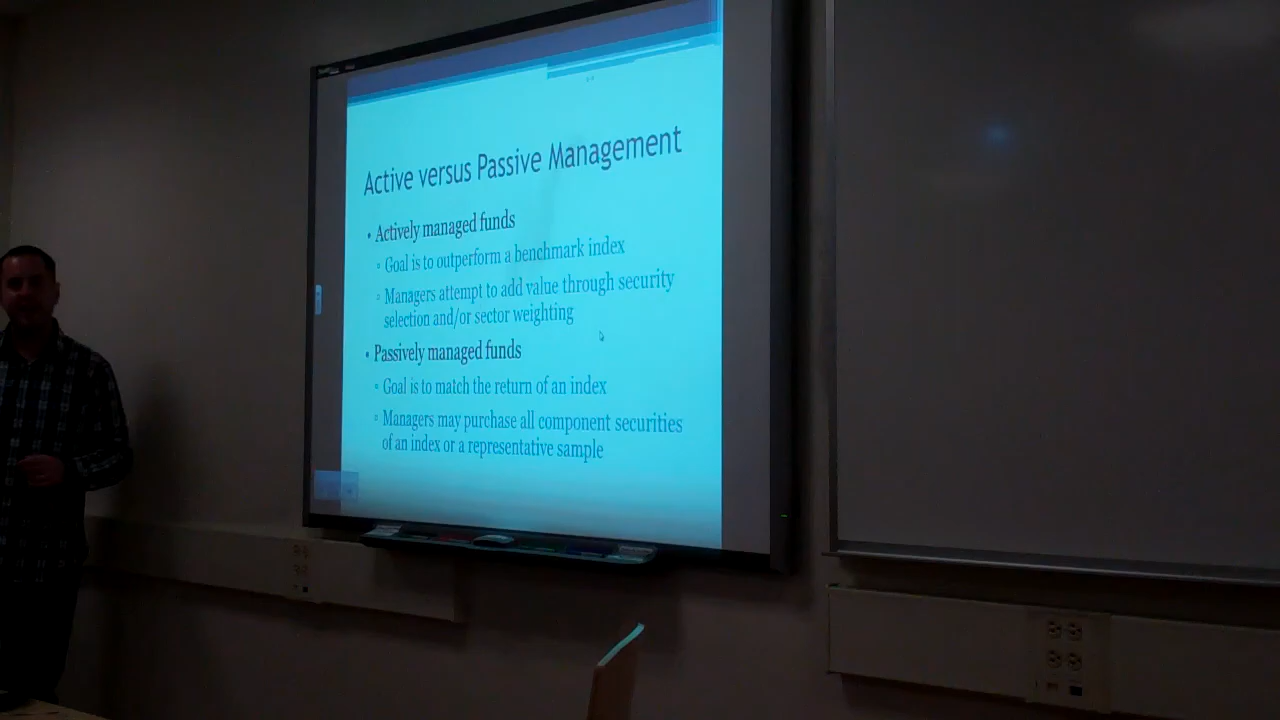 Active versus Passive Management
• Actively managed funds
▫ Goal is to outperform a benchmark index
▫ Managers attempt to add value through security
selection and/or sector weighting
• Passively managed funds
▫ Goal is to match the return of an index
▫ Managers may purchase all component securities
of an index or a representative sample